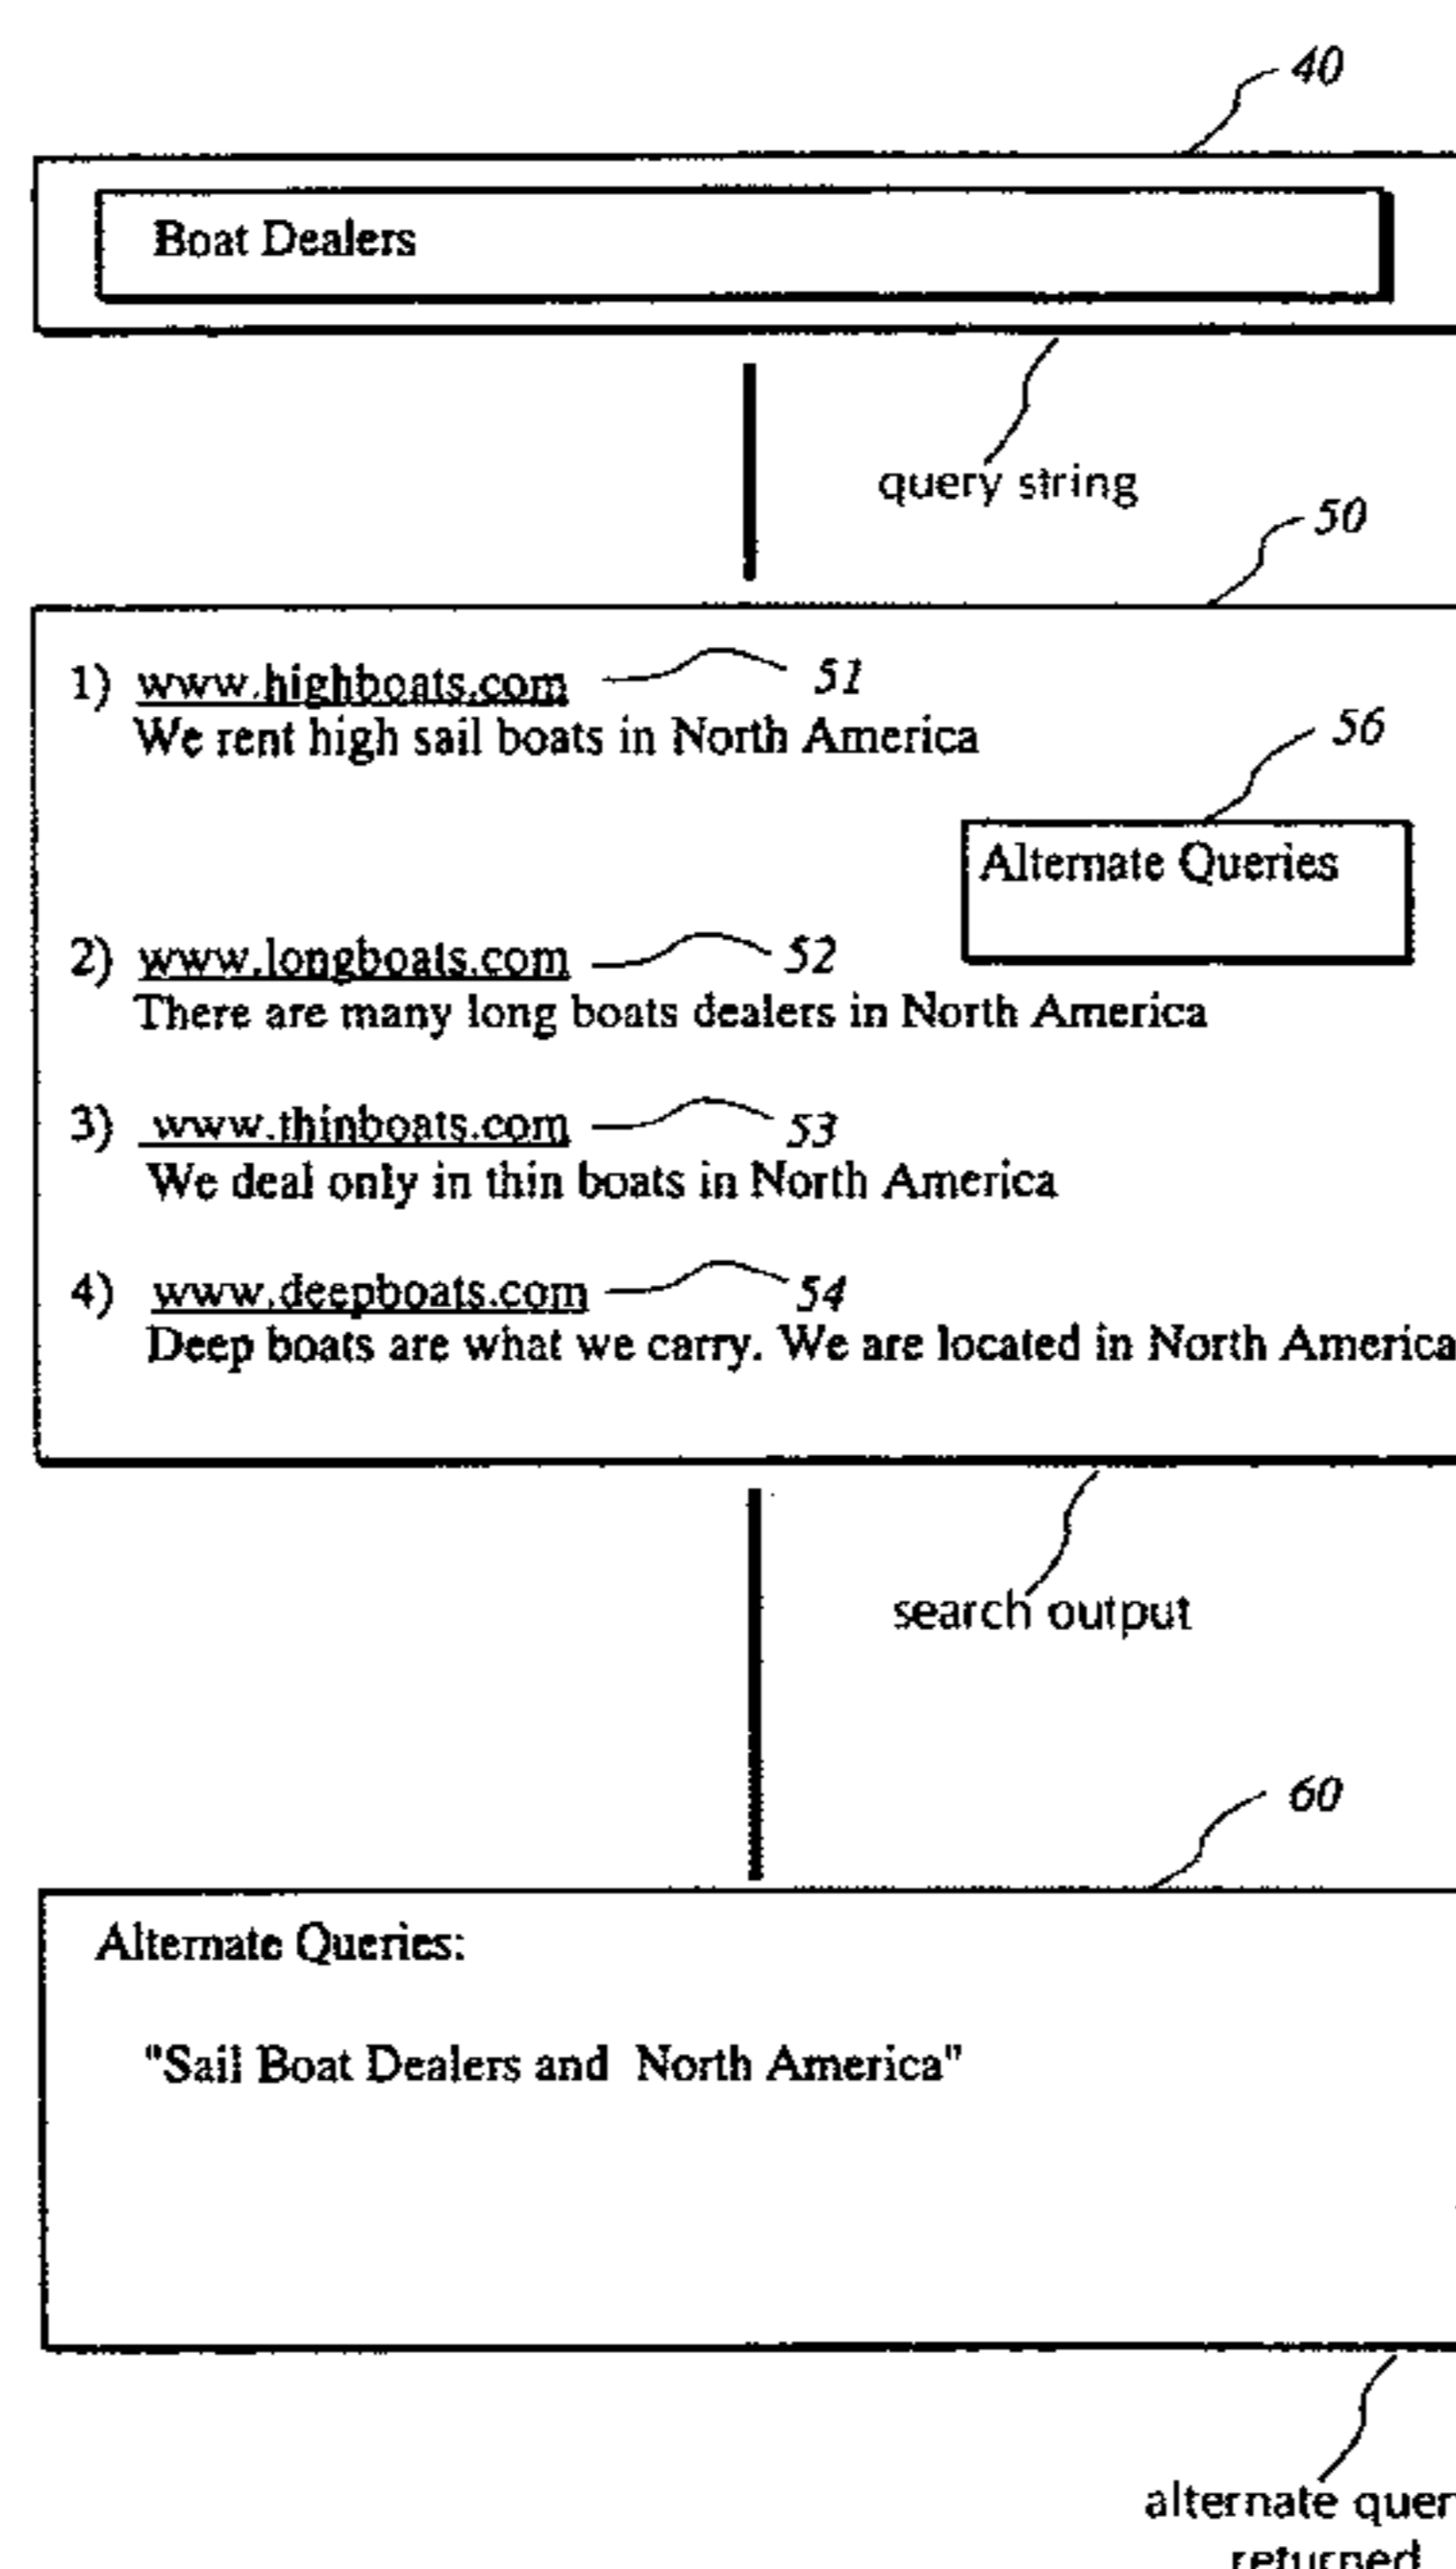 40
Boat Dealers
query string
50
1) www.highboats.com 51
We rent high sail boats in North America
56
Alternate Queries
2) www.longboats.com 52
There are many long boats dealers in North America
3) www.thinboats.com 53
We deal only in thin boats in North America
4) www.deepboats.com 54
Deep boats are what we carry. We are located in North America
search output
60
Alternate Queries:
"Sail Boat Dealers and North America"
alternate quer
returned